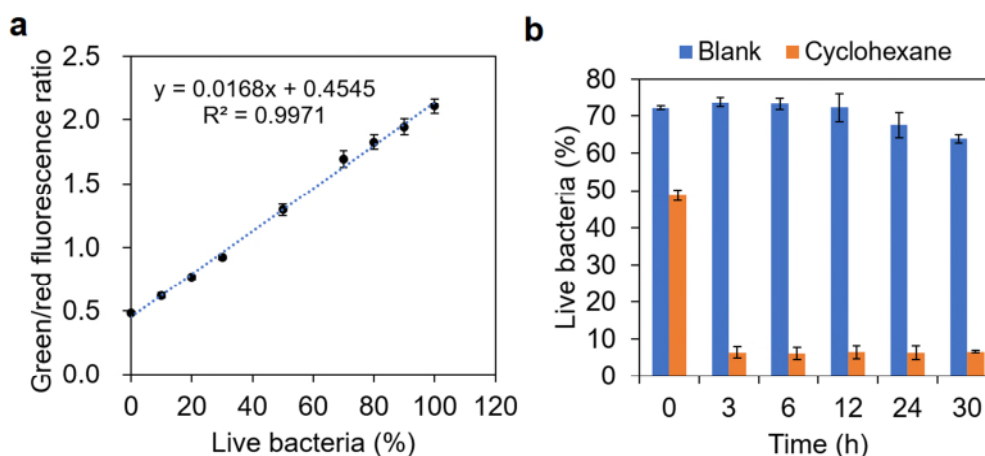 a
y = 0.0168x + 0.4545
R² = 0.9971
Green/red fluorescence ratio
2.5
2.0
1.5
1.0
0.5
0.0
0 20 40 60 80 100 120
Live bacteria (%)
b
Blank Cyclohexane
Live bacteria (%)
80
70
60
50
40
30
20
10
0
0 3 6 12 24 30
Time (h)